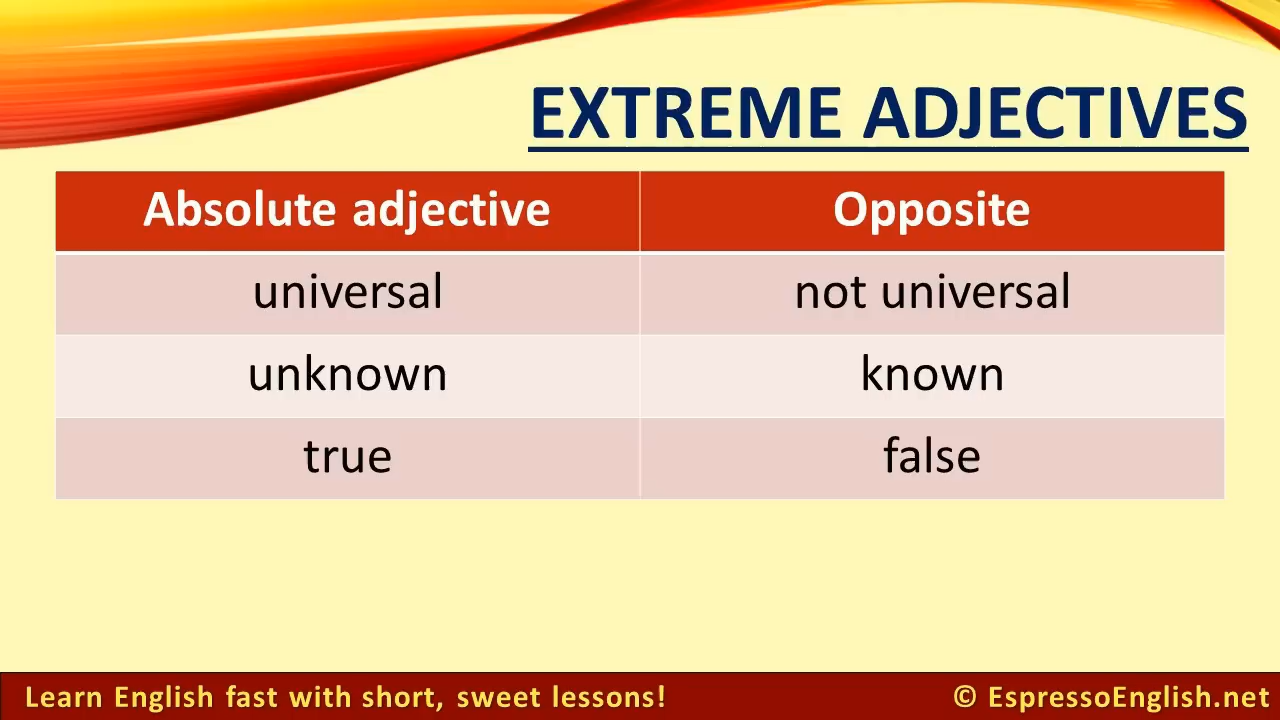 EXTREME ADJECTIVES
Absolute adjective Opposite
universal not universal
unknown known
true false
Learn English fast with short, sweet lessons! © EspressoEnglish.net